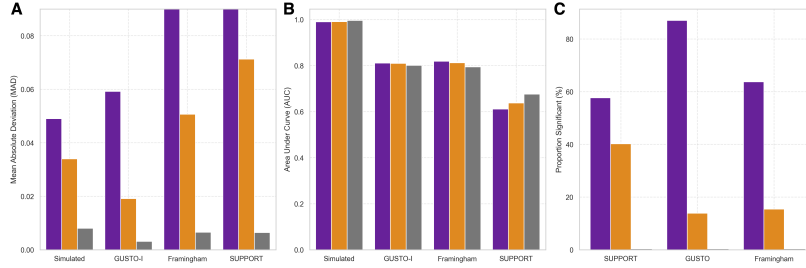 A
Mean Absolute Deviation (MAD)
0.08
0.06
0.04
0.02
0.00
Simulated GUSTO-I Framingham SUPPORT
B
Area Under Curve (AUC)
1.0
0.8
0.6
0.4
0.2
0.0
Simulated GUSTO-I Framingham SUPPORT
C
Proportion Significant (%)
80
60
40
20
0
SUPPORT GUSTO Framingham